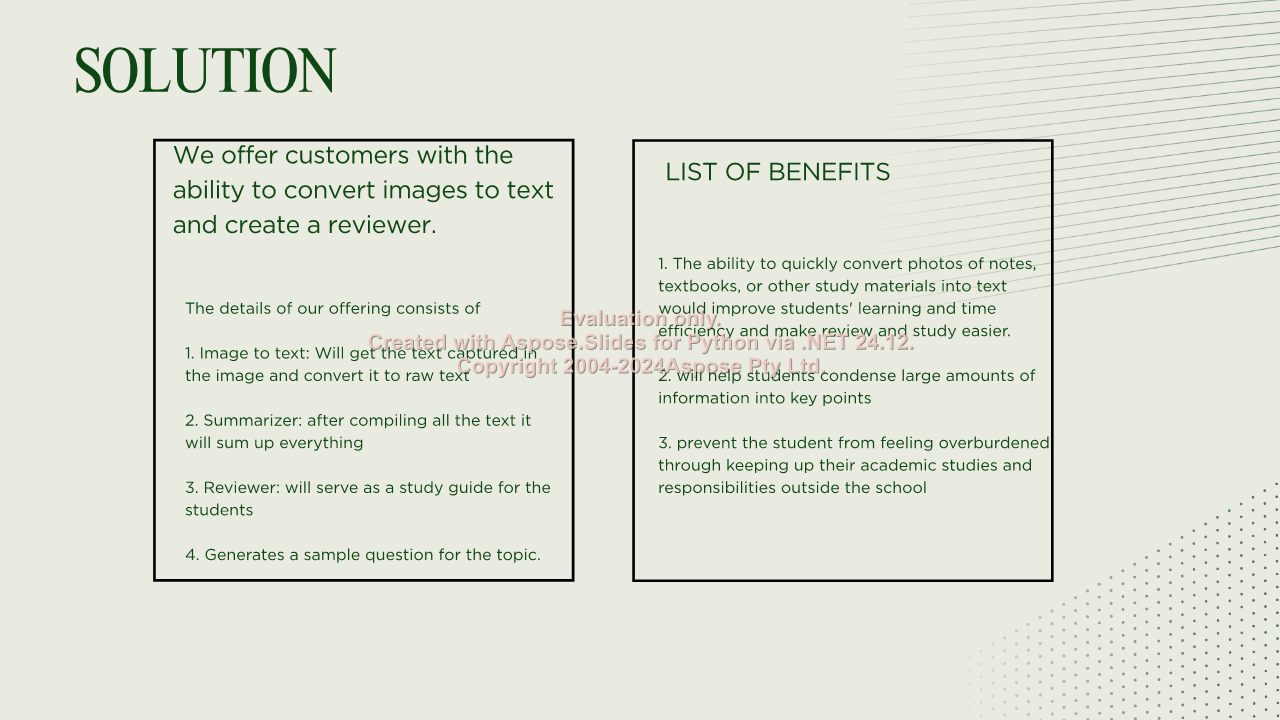 SOLUTION
We offer customers with the
ability to convert images to text
and create a reviewer.
The details of our offering consists of
1. Image to text: Will get the text captured in
the image and convert it to raw text
2. Summarizer: after compiling all the text it
will sum up everything
3. Reviewer: will serve as a study guide for the
students
4. Generates a sample question for the topic.
LIST OF BENEFITS
1. The ability to quickly convert photos of notes,
textbooks, or other study materials into text
would improve students' learning and time
efficiency and make review and study easier.
2. will help students condense large amounts of
information into key points
3. prevent the student from feeling overburdened
through keeping up their academic studies and
responsibilities outside the school
Evaluation only.
Created with Aspose.Slides for Python via .NET 24.12.
Copyright 2004-2024Aspose Pty Ltd.